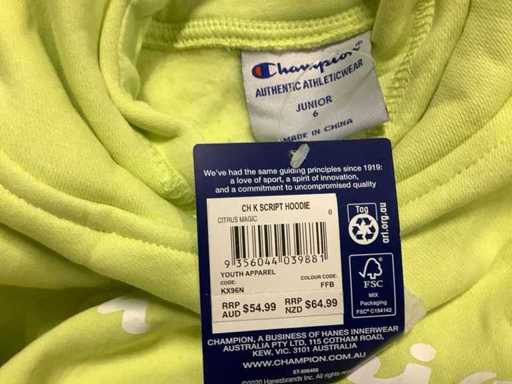 Champion
AUTHENTIC ATHLETICWEAR
JUNIOR
6
MADE IN CHINA
We've had the same guiding principles since 1919:
a love of sport, a spirit of innovation,
and a commitment to uncompromised quality
CH K SCRIPT HOODIE
CITRUS MAGIC 6
9 356044 039881
YOUTH APPAREL
CODE: COLOUR CODE:
KX96N FFB
RRP AUD $54.99 RRP NZD $64.99
Tag
arl.org.au
FSC
MIX
Packaging
FSC® C184142
CHAMPION, A BUSINESS OF HANES INNERWEAR
AUSTRALIA PTY LTD. 115 COTHAM ROAD,
KEW, VIC. 3101 AUSTRALIA
WWW.CHAMPION.COM.AU
©2020 Hanesbrands Inc. All rights